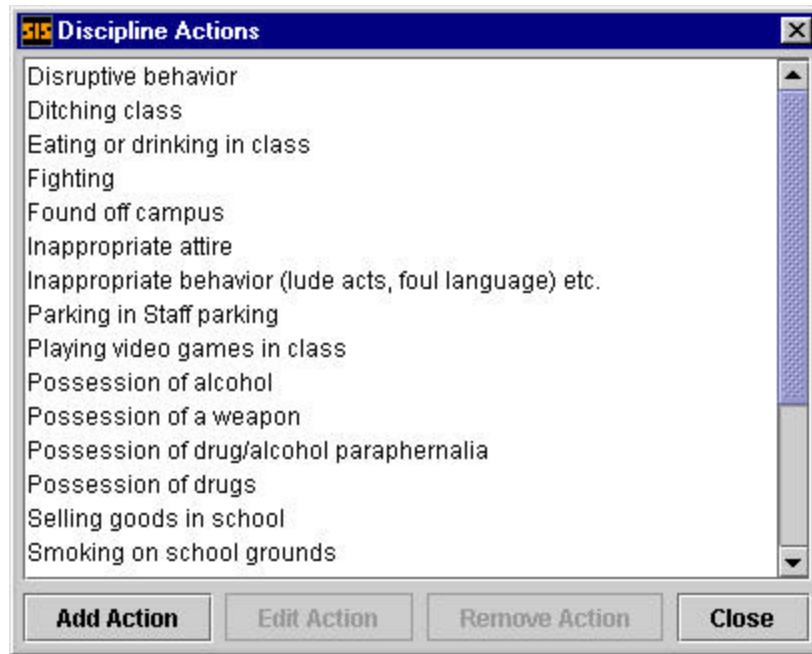 SIS Discipline Actions
Disruptive behavior
Ditching class
Eating or drinking in class
Fighting
Found off campus
Inappropriate attire
Inappropriate behavior (lude acts, foul language) etc.
Parking in Staff parking
Playing video games in class
Possession of alcohol
Possession of a weapon
Possession of drug/alcohol paraphernalia
Possession of drugs
Selling goods in school
Smoking on school grounds
Add Action Edit Action Remove Action Close